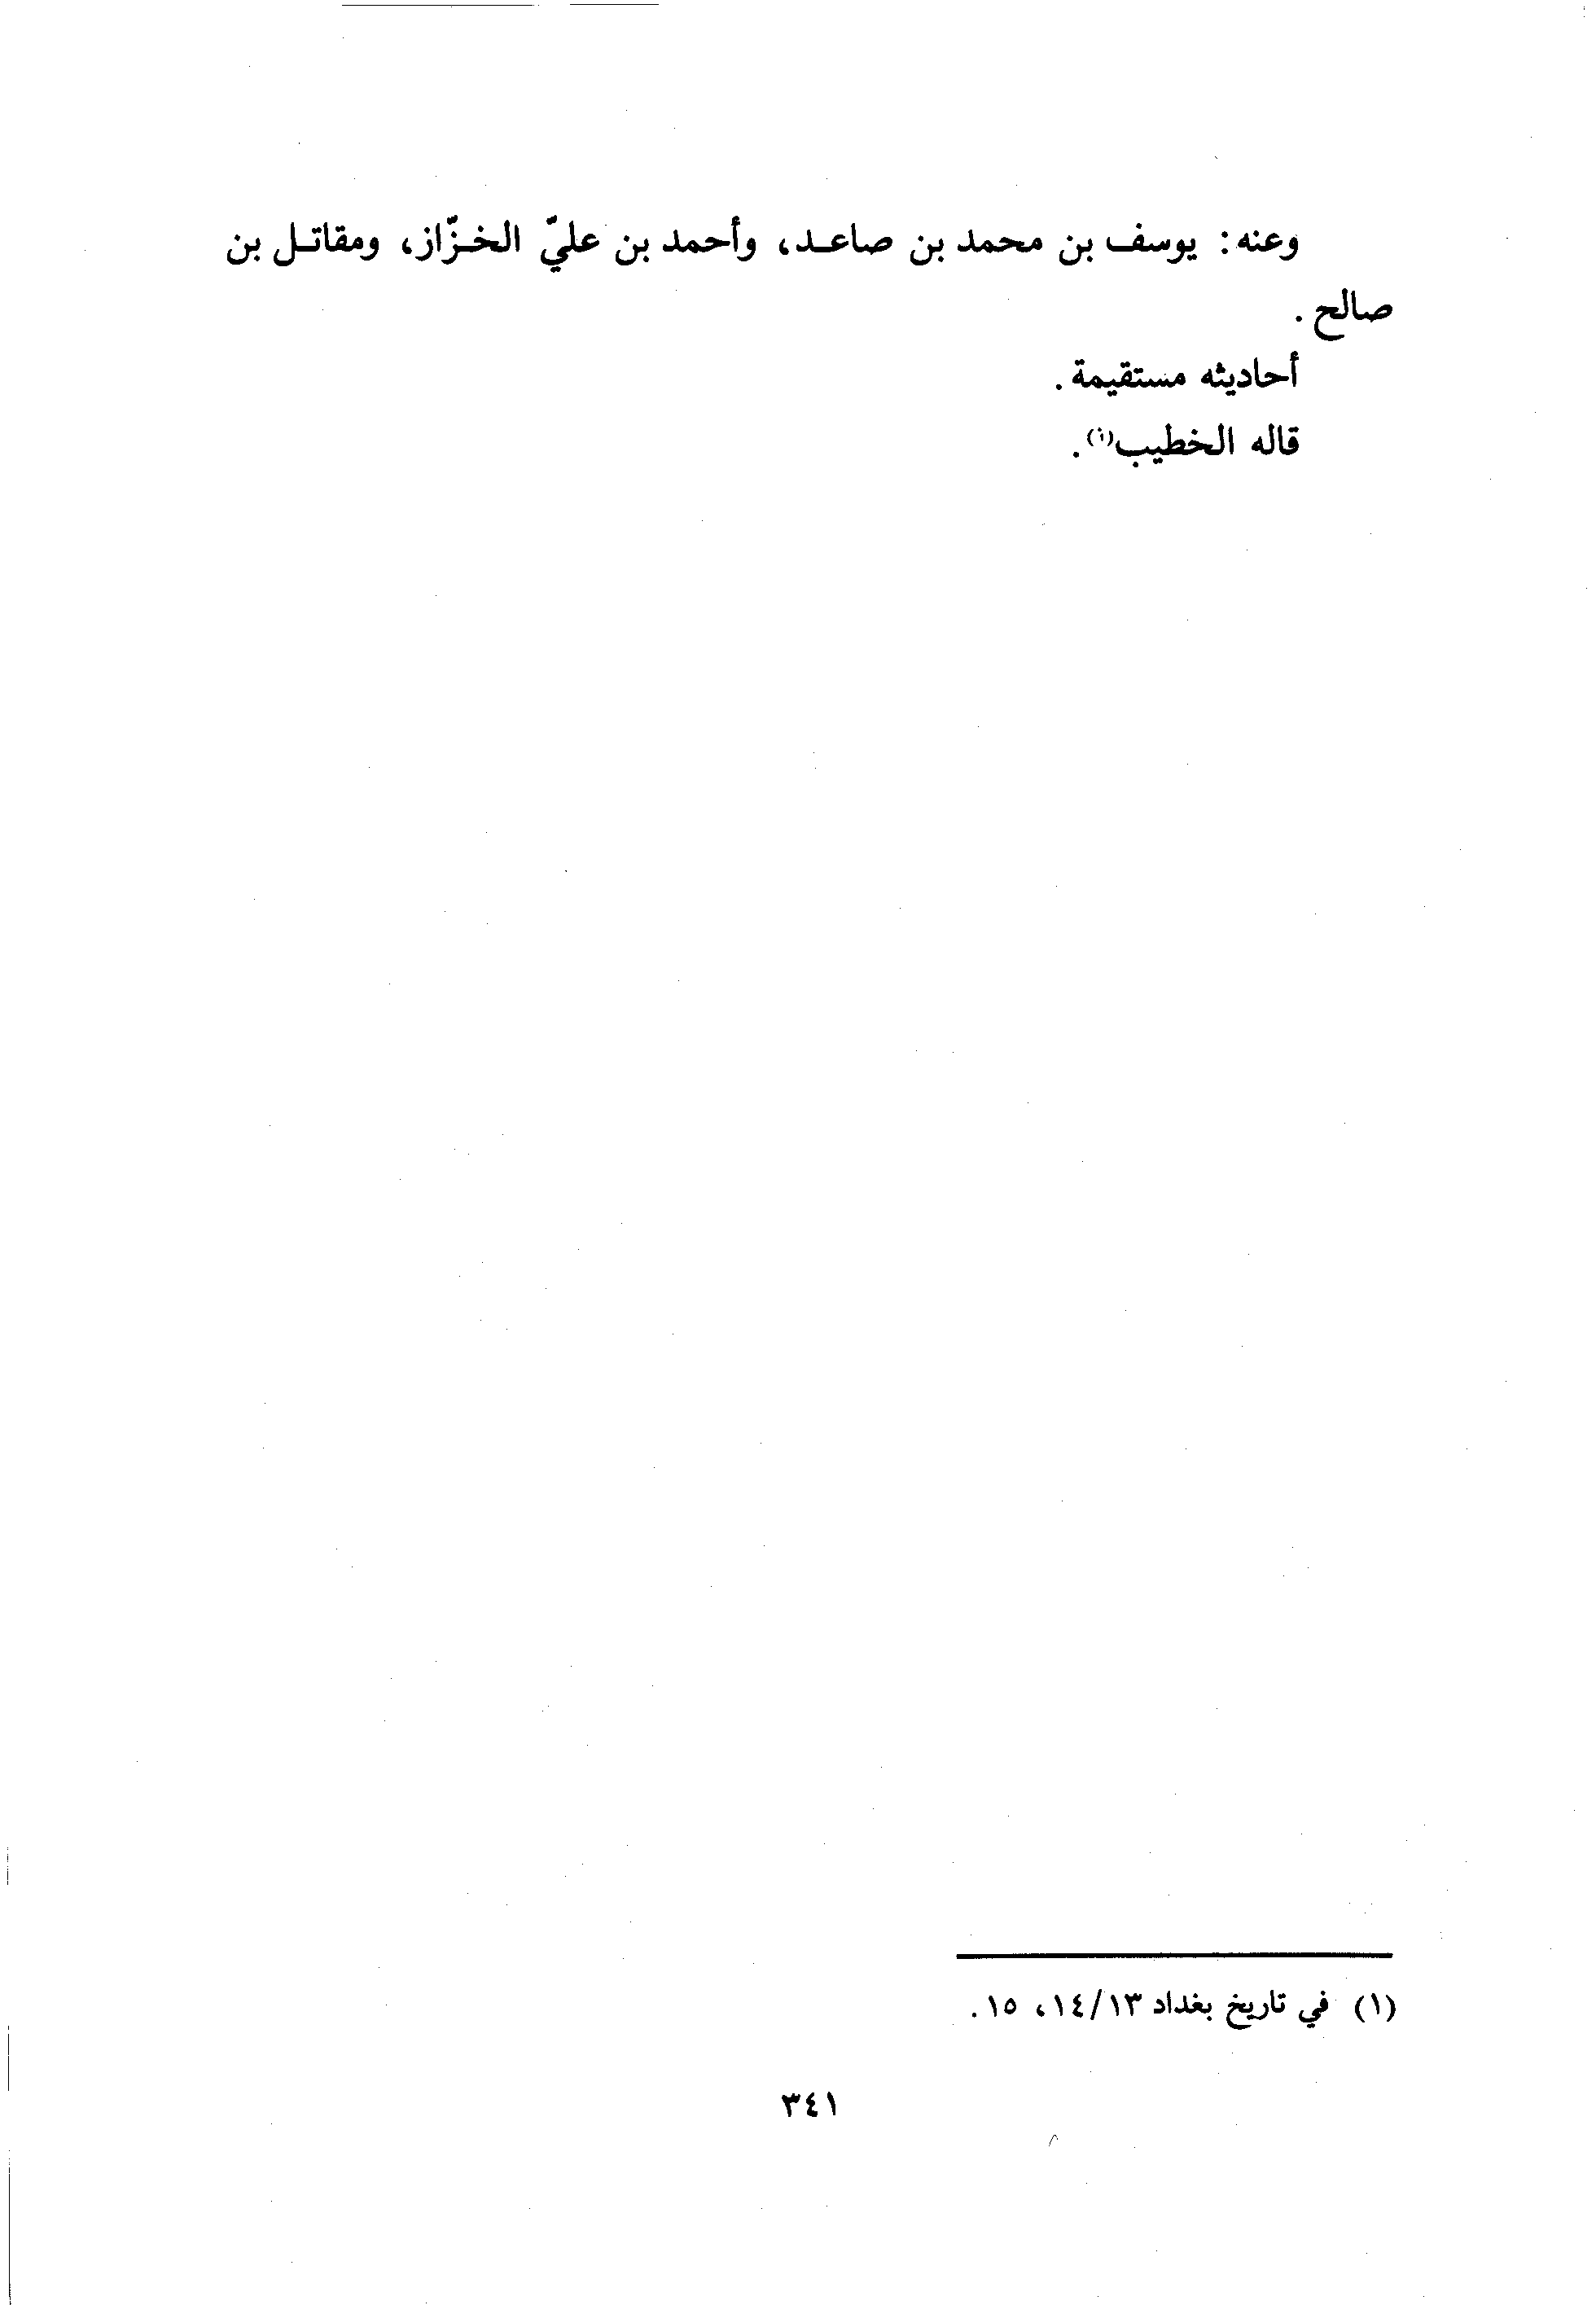 وعنه: يوسف بن محمد بن صاعد، وأحمد بن عليّ الخزّاز، ومقاتل بن
صالح.
أحاديثه مستقيمة.
قاله الخطيب(١).
(١) في تاريخ بغداد ١٤/١٣، ١٥.
٣٤١